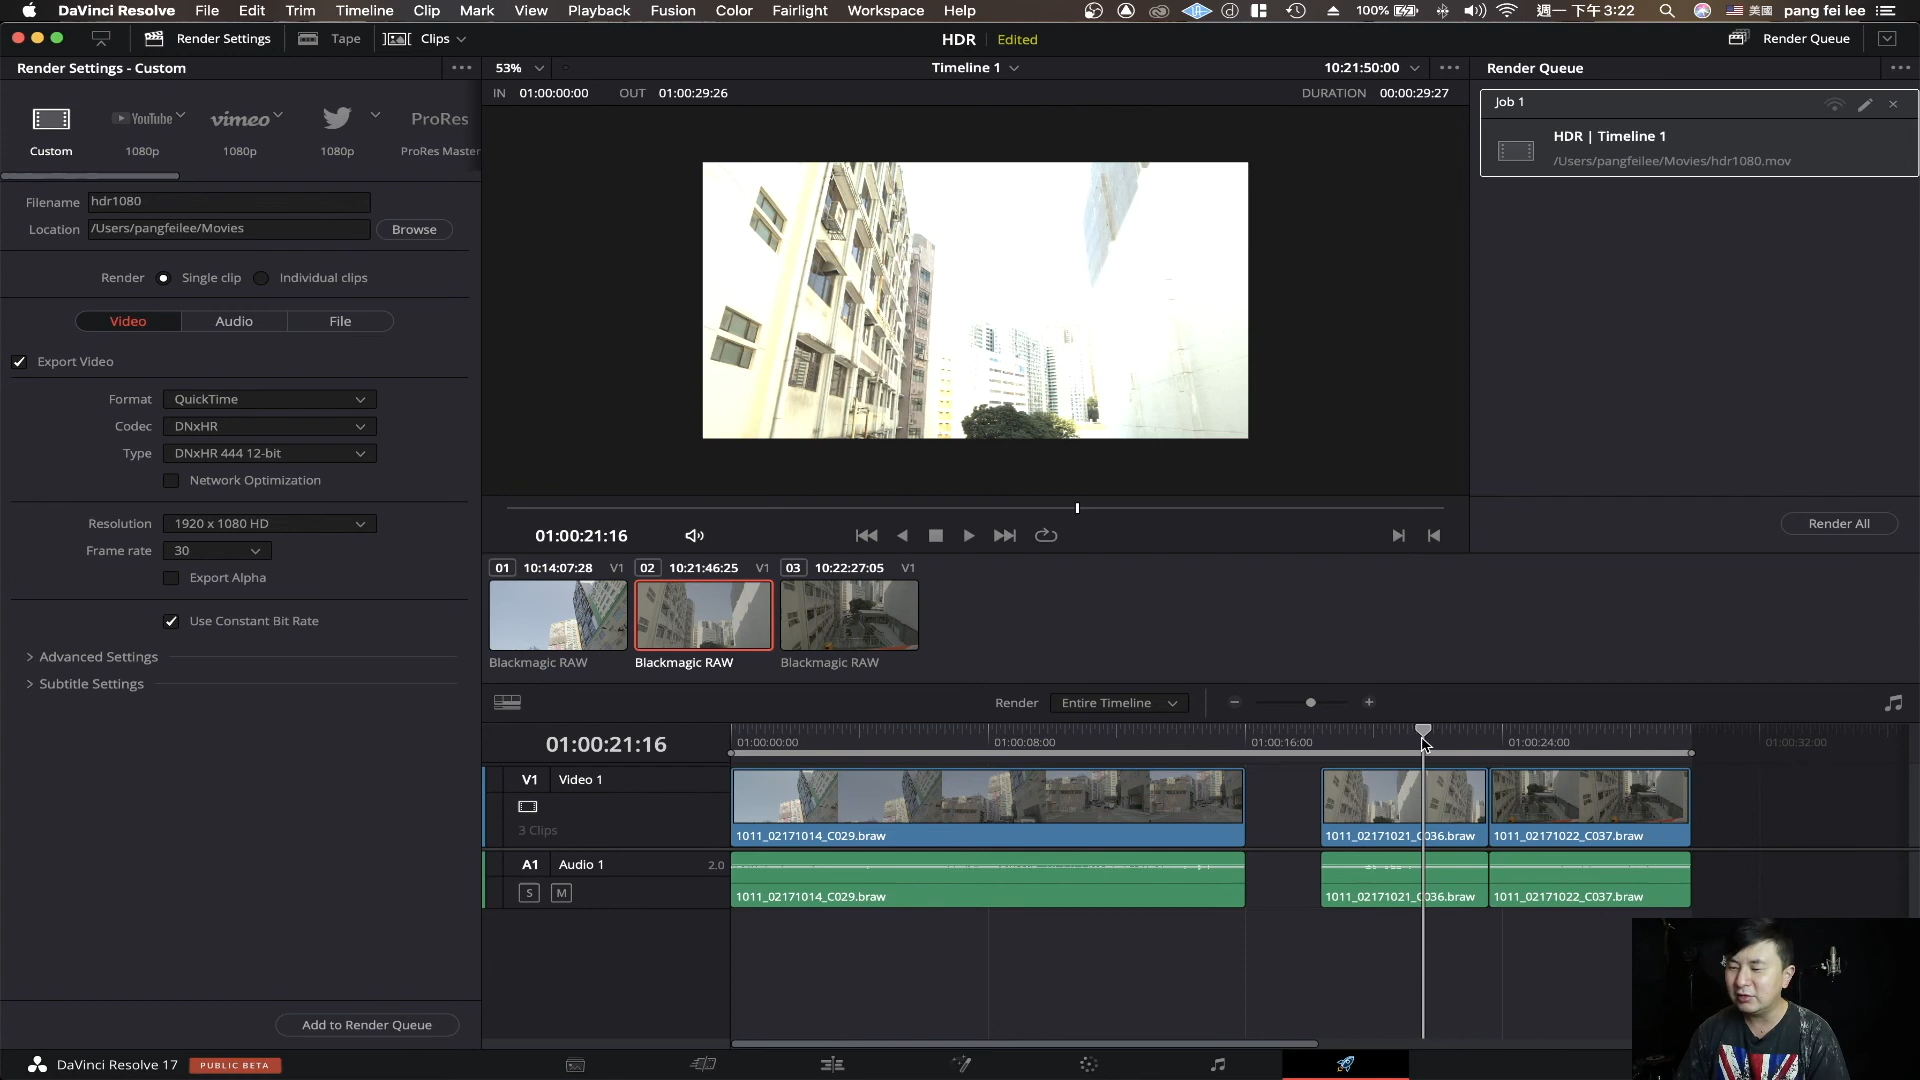 DaVinci Resolve File Edit Trim Timeline Clip Mark View Playback Fusion Color Fairlight Workspace Help 100% 美國 週一 下午 3:22 pang fei lee
Render Settings Tape Clips HDR Edited Render Queue
Render Settings - Custom 53% Timeline 1 10:21:50:00 Render Queue
IN 01:00:00:00 OUT 01:00:29:26 DURATION 00:00:29:27
Job 1
HDR | Timeline 1
/Users/pangfeilee/Movies/hdr1080.mov
YouTube vimeo ProRes
Custom 1080p 1080p 1080p ProRes Master
Filename hdr1080
Location /Users/pangfeilee/Movies Browse
Render Single clip Individual clips
Video Audio File
Export Video
Format QuickTime
Codec DNxHR
Type DNxHR 444 12-bit
Network Optimization
Resolution 1920 x 1080 HD
Frame rate 30
Export Alpha
Use Constant Bit Rate
Advanced Settings
Subtitle Settings
Add to Render Queue
Render All
01:00:21:16
01 10:14:07:28 V1 02 10:21:46:25 V1 03 10:22:27:05 V1
Blackmagic RAW Blackmagic RAW Blackmagic RAW
Render Entire Timeline
01:00:21:16 01:00:00:00 01:00:08:00 01:00:16:00 01:00:24:00 01:00:32:00
V1 Video 1
3 Clips
1011_02171014_C029.braw 1011_02171021_C036.braw 1011_02171022_C037.braw
A1 Audio 1 2.0
S M
1011_02171014_C029.braw 1011_02171021_C036.braw 1011_02171022_C037.braw
DaVinci Resolve 17 PUBLIC BETA